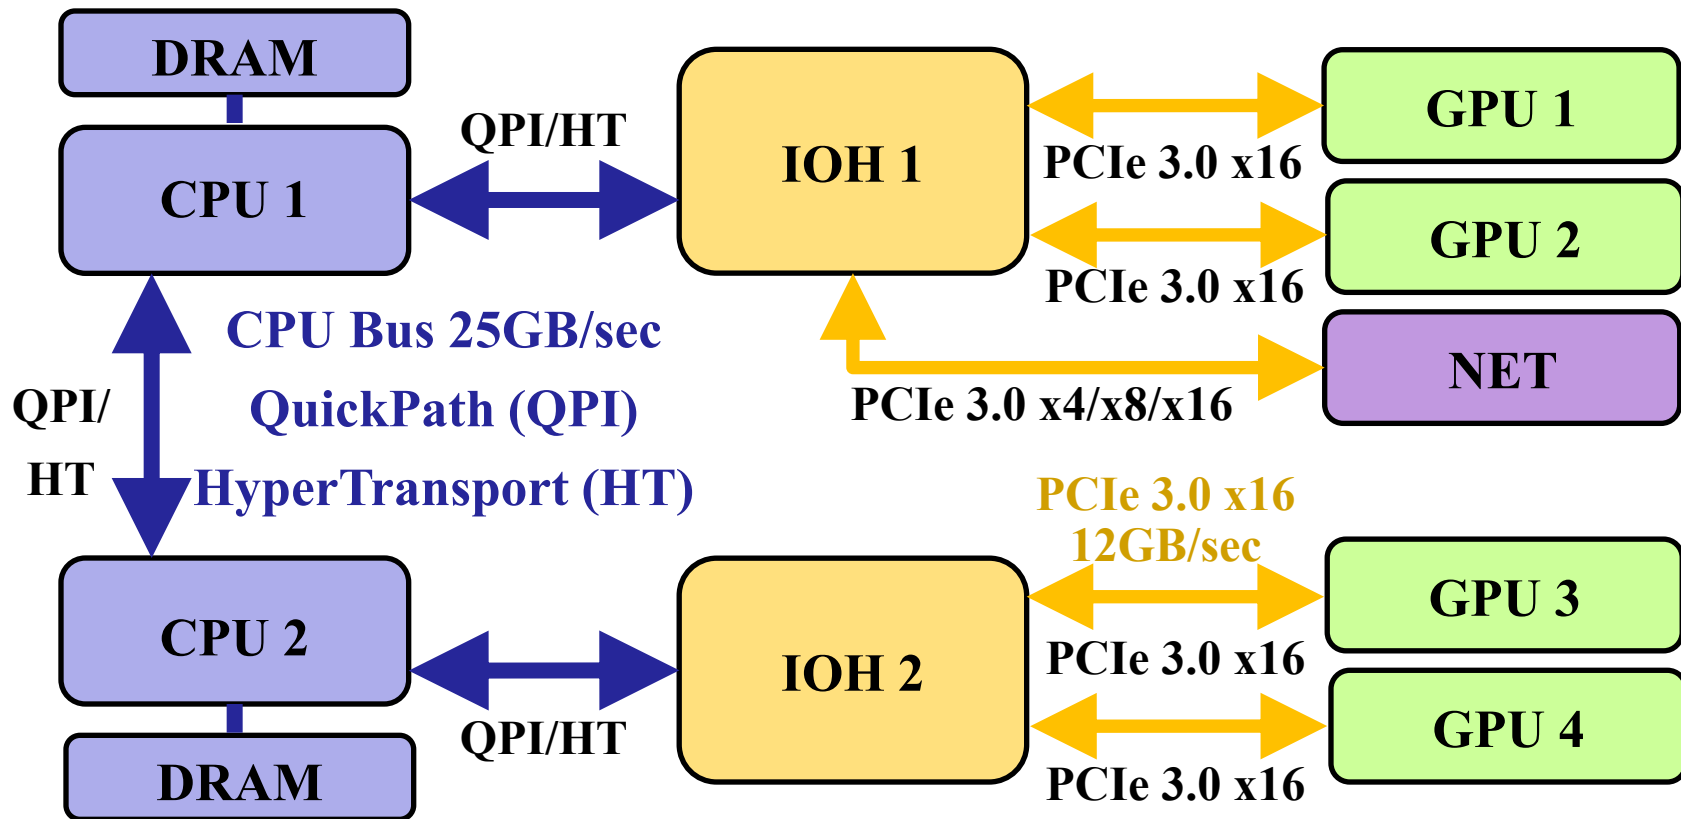 DRAM
CPU 1
QPI/HT
IOH 1
PCIe 3.0 x16
GPU 1
PCIe 3.0 x16
GPU 2
PCIe 3.0 x4/x8/x16
NET
QPI/
HT
CPU Bus 25GB/sec
QuickPath (QPI)
HyperTransport (HT)
CPU 2
DRAM
QPI/HT
IOH 2
PCIe 3.0 x16
12GB/sec
PCIe 3.0 x16
GPU 3
PCIe 3.0 x16
GPU 4